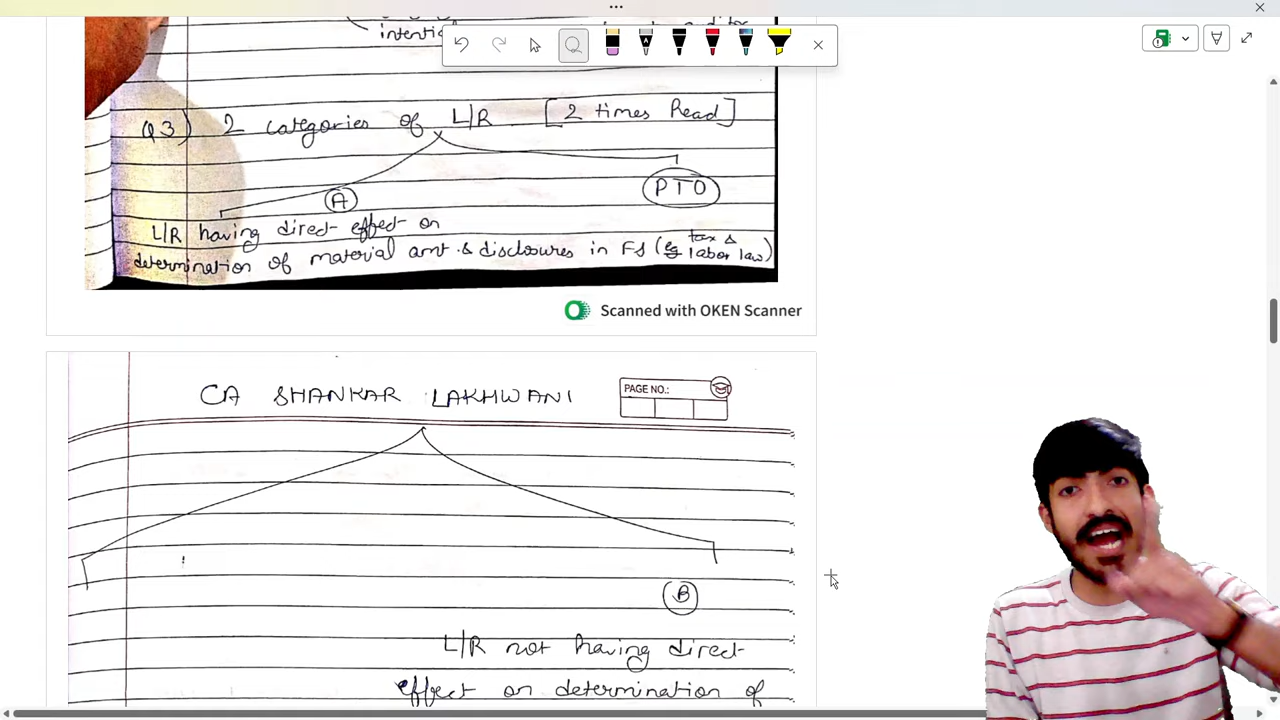 intentio
Q3) 2 categories of L/R [2 times Read]
A
PTO
L/R having direct effect on
determination of material amt & disclosures in FS (eg tax & labor law)
Scanned with OKEN Scanner
CA SHANKAR LAKHWANI
PAGE NO.:
B
L/R not having direct
effect on determination of